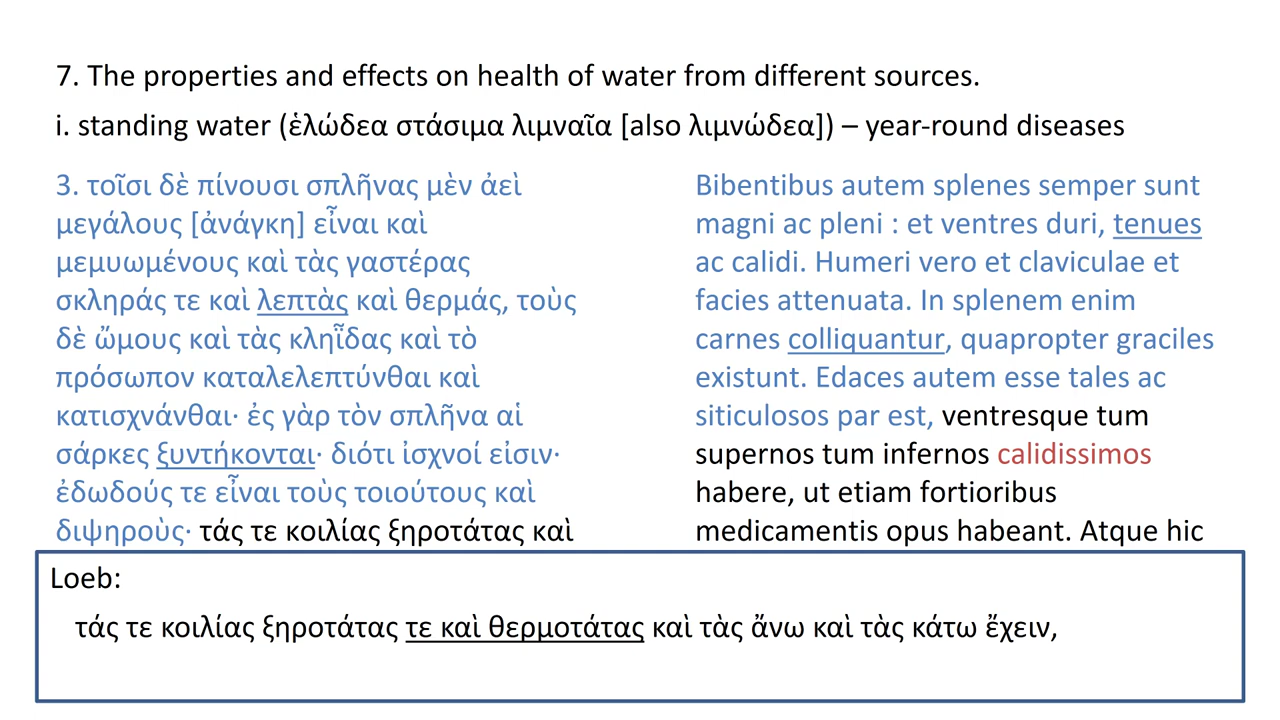 7. The properties and effects on health of water from different sources.
i. standing water (ἑλώδεα στάσιμα λιμναῖα [also λιμνώδεα]) – year-round diseases
3. τοῖσι δὲ πίνουσι σπλῆνας μὲν ἀεὶ
μεγάλους [ἀνάγκη] εἶναι καὶ
μεμυωμένους καὶ τὰς γαστέρας
σκληράς τε καὶ λεπτὰς καὶ θερμάς, τοὺς
δὲ ὤμους καὶ τὰς κληῗδας καὶ τὸ
πρόσωπον καταλελεπτύνθαι καὶ
κατισχνάνθαι· ἐς γὰρ τὸν σπλῆνα αἱ
σάρκες ξυντήκονται· διότι ἰσχνοί εἰσιν·
ἐδωδούς τε εἶναι τοὺς τοιούτους καὶ
διψηροὺς· τάς τε κοιλίας ξηροτάτας καὶ
Bibentibus autem splenes semper sunt
magni ac pleni : et ventres duri, tenues
ac calidi. Humeri vero et claviculae et
facies attenuata. In splenem enim
carnes colliquantur, quapropter graciles
existunt. Edaces autem esse tales ac
siticulosos par est, ventresque tum
supernos tum infernos calidissimos
habere, ut etiam fortioribus
medicamentis opus habeant. Atque hic
Loeb:
τάς τε κοιλίας ξηροτάτας τε καὶ θερμοτάτας καὶ τὰς ἄνω καὶ τὰς κάτω ἔχειν,